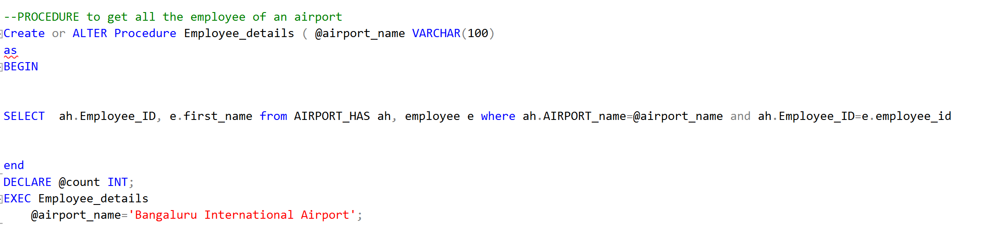 --PROCEDURE to get all the employee of an airport
Create or ALTER Procedure Employee_details ( @airport_name VARCHAR(100)
as
BEGIN
SELECT  ah.Employee_ID, e.first_name from AIRPORT_HAS ah, employee e where ah.AIRPORT_name=@airport_name and ah.Employee_ID=e.employee_id
end
DECLARE @count INT;
EXEC Employee_details
    @airport_name='Bangaluru International Airport';